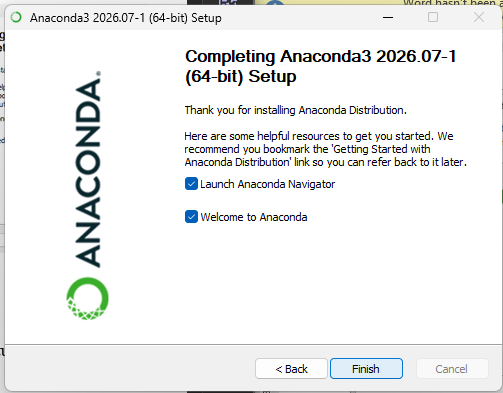 Word hasn't been a
Anaconda3 2026.07-1 (64-bit) Setup
Completing Anaconda3 2026.07-1
(64-bit) Setup
Thank you for installing Anaconda Distribution.
Here are some helpful resources to get you started. We
recommend you bookmark the 'Getting Started with
Anaconda Distribution' link so you can refer back to it later.
Launch Anaconda Navigator
Welcome to Anaconda
ANACONDA.
< Back
Finish
Cancel